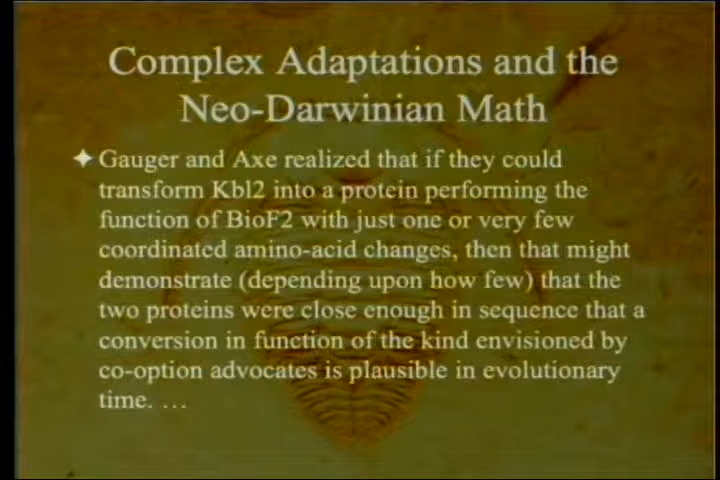 Complex Adaptations and the
Neo-Darwinian Math
✦ Gauger and Axe realized that if they could
transform Kbl2 into a protein performing the
function of BioF2 with just one or very few
coordinated amino-acid changes, then that might
demonstrate (depending upon how few) that the
two proteins were close enough in sequence that a
conversion in function of the kind envisioned by
co-option advocates is plausible in evolutionary
time. …